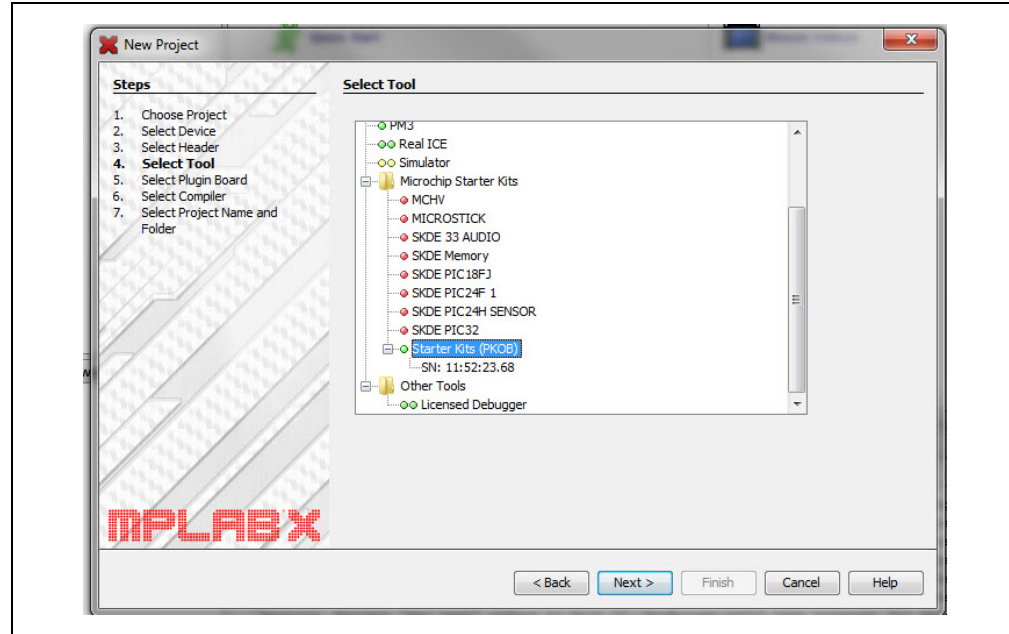 New Project
Steps
1. Choose Project
2. Select Device
3. Select Header
4. Select Tool
5. Select Plugin Board
6. Select Compiler
7. Select Project Name and
Folder
Select Tool
PM3
Real ICE
Simulator
Microchip Starter Kits
MCHV
MICROSTICK
SKDE 33 AUDIO
SKDE Memory
SKDE PIC18FJ
SKDE PIC24F 1
SKDE PIC24H SENSOR
SKDE PIC32
Starter Kits (PKOB)
SN: 11:52:23.68
Other Tools
Licensed Debugger
MPLAB X
< Back Next > Finish Cancel Help